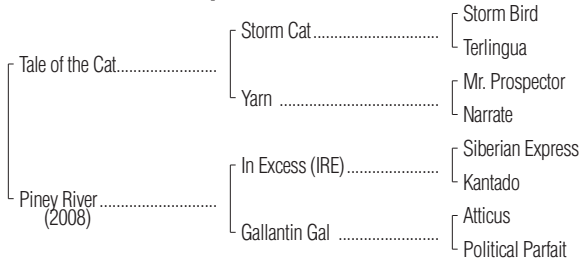 Storm Bird
Storm Cat
Terlingua
Tale of the Cat
Mr. Prospector
Yarn
Narrate
Siberian Express
In Excess (IRE)
Kantado
Piney River
(2008)
Atticus
Gallantin Gal
Political Parfait